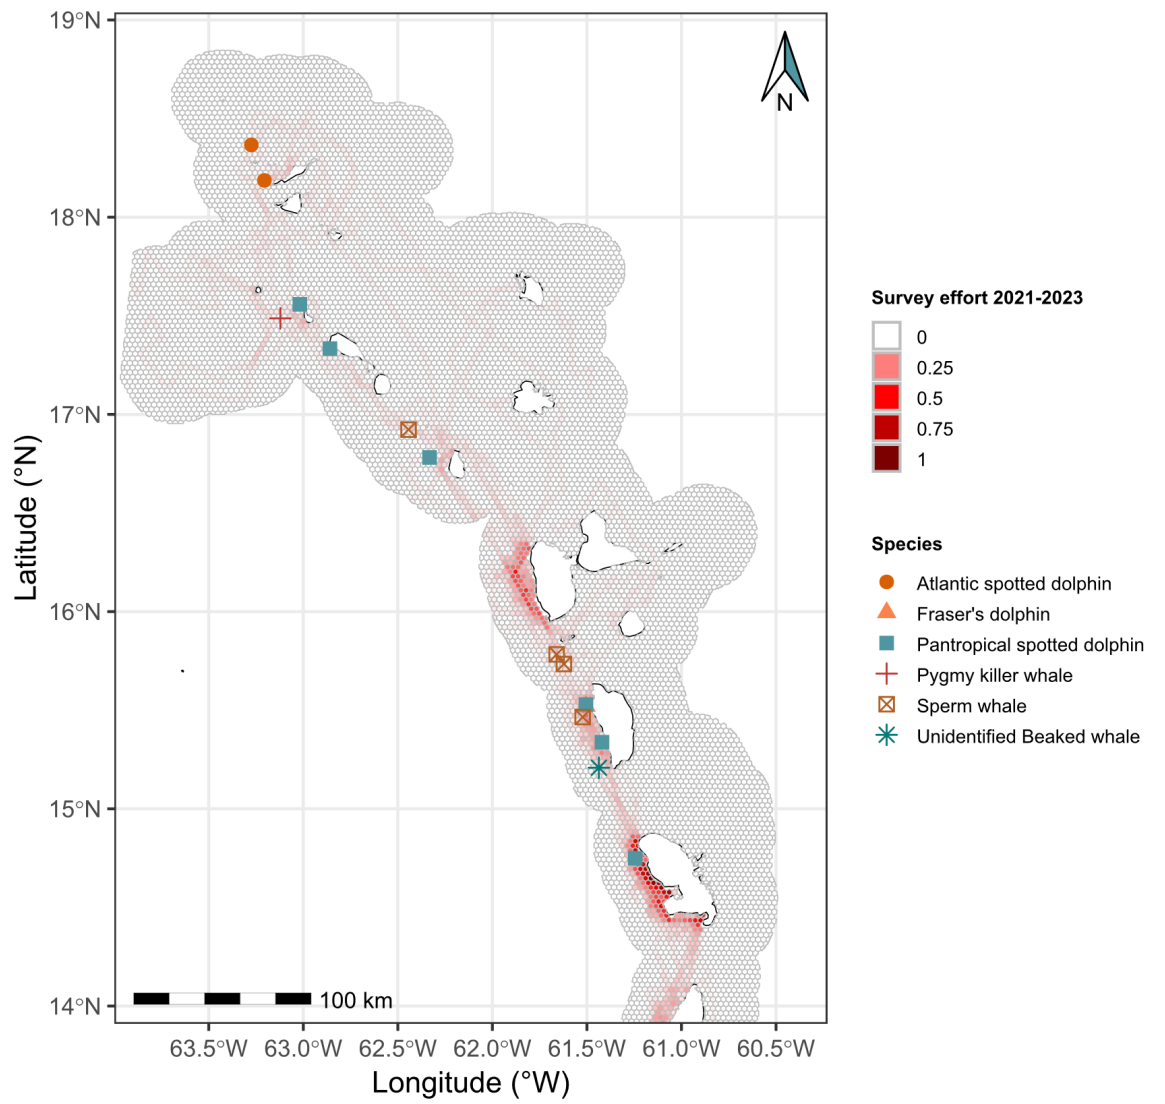 19°N
18°N
17°N
16°N
15°N
14°N
Latitude (°N)
N
100 km
63.5°W 63.0°W 62.5°W 62.0°W 61.5°W 61.0°W 60.5°W
Longitude (°W)
Survey effort 2021-2023
0
0.25
0.5
0.75
1
Species
Atlantic spotted dolphin
Fraser's dolphin
Pantropical spotted dolphin
Pygmy killer whale
Sperm whale
Unidentified Beaked whale